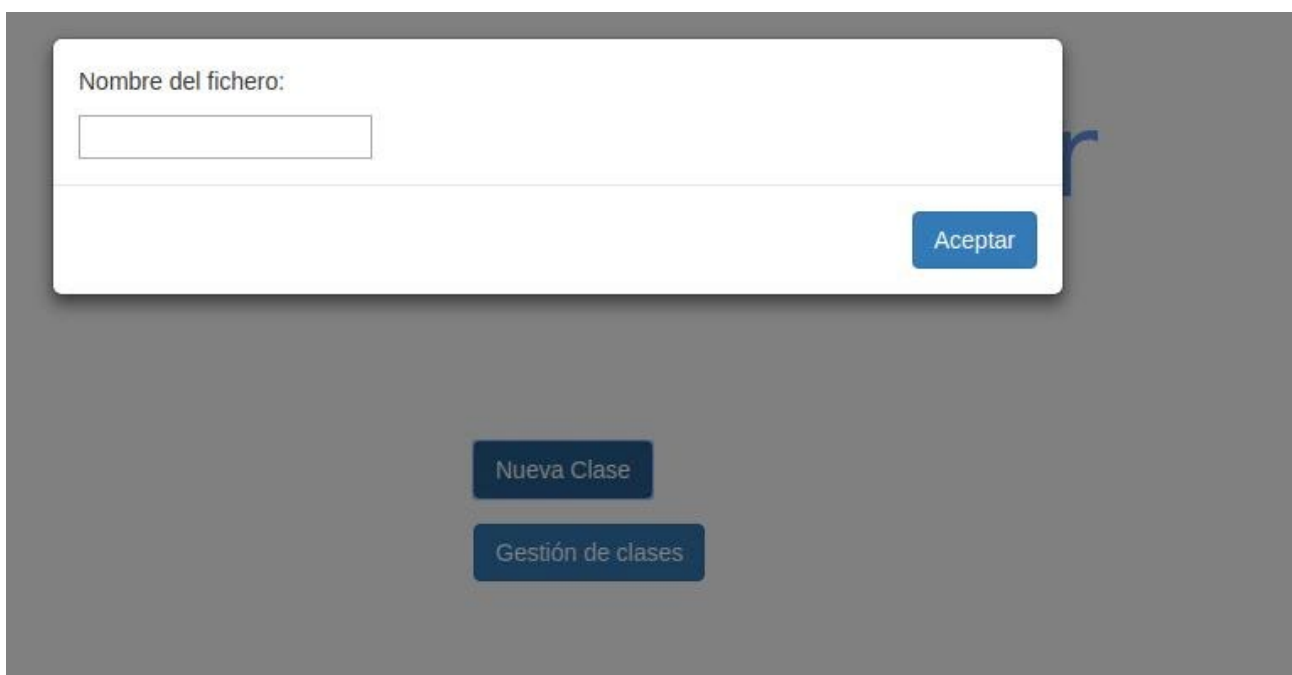 Nombre del fichero:
r
Aceptar
Nueva Clase
Gestión de clases